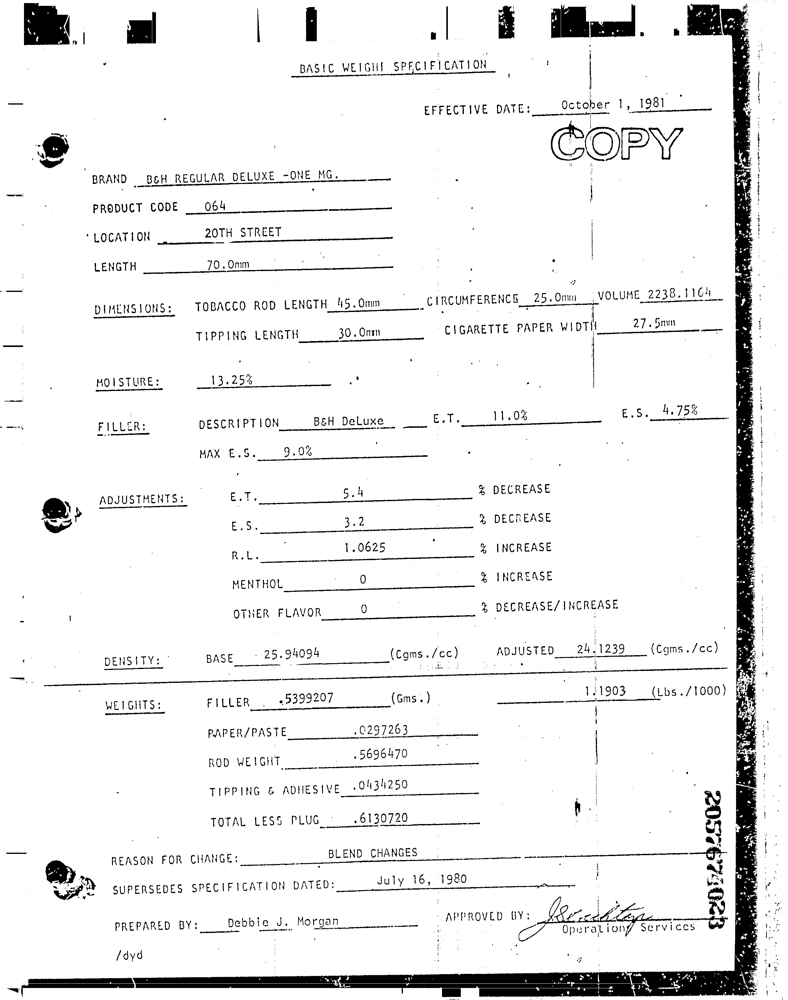 BASIC WEIGHT SPECIFICATION
EFFECTIVE DATE: October 1, 1981
COPY
BRAND B&H REGULAR DELUXE -ONE MG.
PRODUCT CODE 064
LOCATION 20TH STREET
LENGTH 70.0mm
DIMENSIONS: TOBACCO ROD LENGTH 45.0mm CIRCUMFERENCE 25.0mm VOLUME 2238.1164
TIPPING LENGTH 30.0mm CIGARETTE PAPER WIDTH 27.5mm
MOISTURE: 13.25%
FILLER: DESCRIPTION B&H DeLuxe E.T. 11.0% E.S. 4.75%
MAX E.S. 9.0%
ADJUSTMENTS: E.T. 5.4 % DECREASE
E.S. 3.2 % DECREASE
R.L. 1.0625 % INCREASE
MENTHOL 0 % INCREASE
OTHER FLAVOR 0 % DECREASE/INCREASE
DENSITY: BASE 25.94094 (Cgms./cc) ADJUSTED 24.1239 (Cgms./cc)
WEIGHTS: FILLER .5399207 (Gms.) 1.1903 (Lbs./1000)
PAPER/PASTE .0297263
ROD WEIGHT .5696470
TIPPING & ADHESIVE .0434250
TOTAL LESS PLUG .6130720
REASON FOR CHANGE: BLEND CHANGES
SUPERSEDES SPECIFICATION DATED: July 16, 1980
PREPARED BY: Debbie J. Morgan APPROVED BY:
Operations Services
/dyd
2057674023